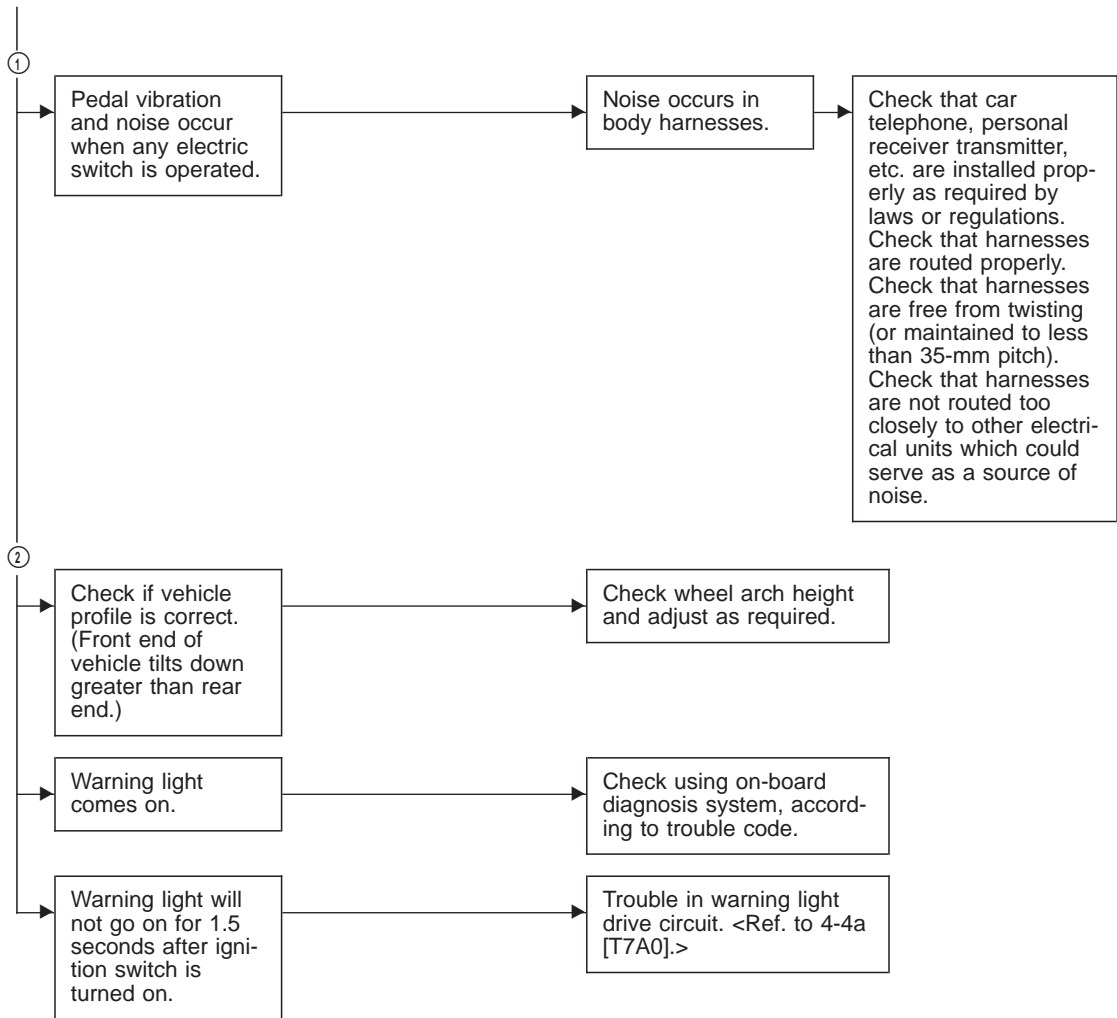 1
Pedal vibration
and noise occur
when any electric
switch is operated.
Noise occurs in
body harnesses.
Check that car
telephone, personal
receiver transmitter,
etc. are installed prop-
erly as required by
laws or regulations.
Check that harnesses
are routed properly.
Check that harnesses
are free from twisting
(or maintained to less
than 35-mm pitch).
Check that harnesses
are not routed too
closely to other electri-
cal units which could
serve as a source of
noise.
2
Check if vehicle
profile is correct.
(Front end of
vehicle tilts down
greater than rear
end.)
Check wheel arch height
and adjust as required.
Warning light
comes on.
Check using on-board
diagnosis system, accord-
ing to trouble code.
Warning light will
not go on for 1.5
seconds after igni-
tion switch is
turned on.
Trouble in warning light
drive circuit. <Ref. to 4-4a
[T7A0].>